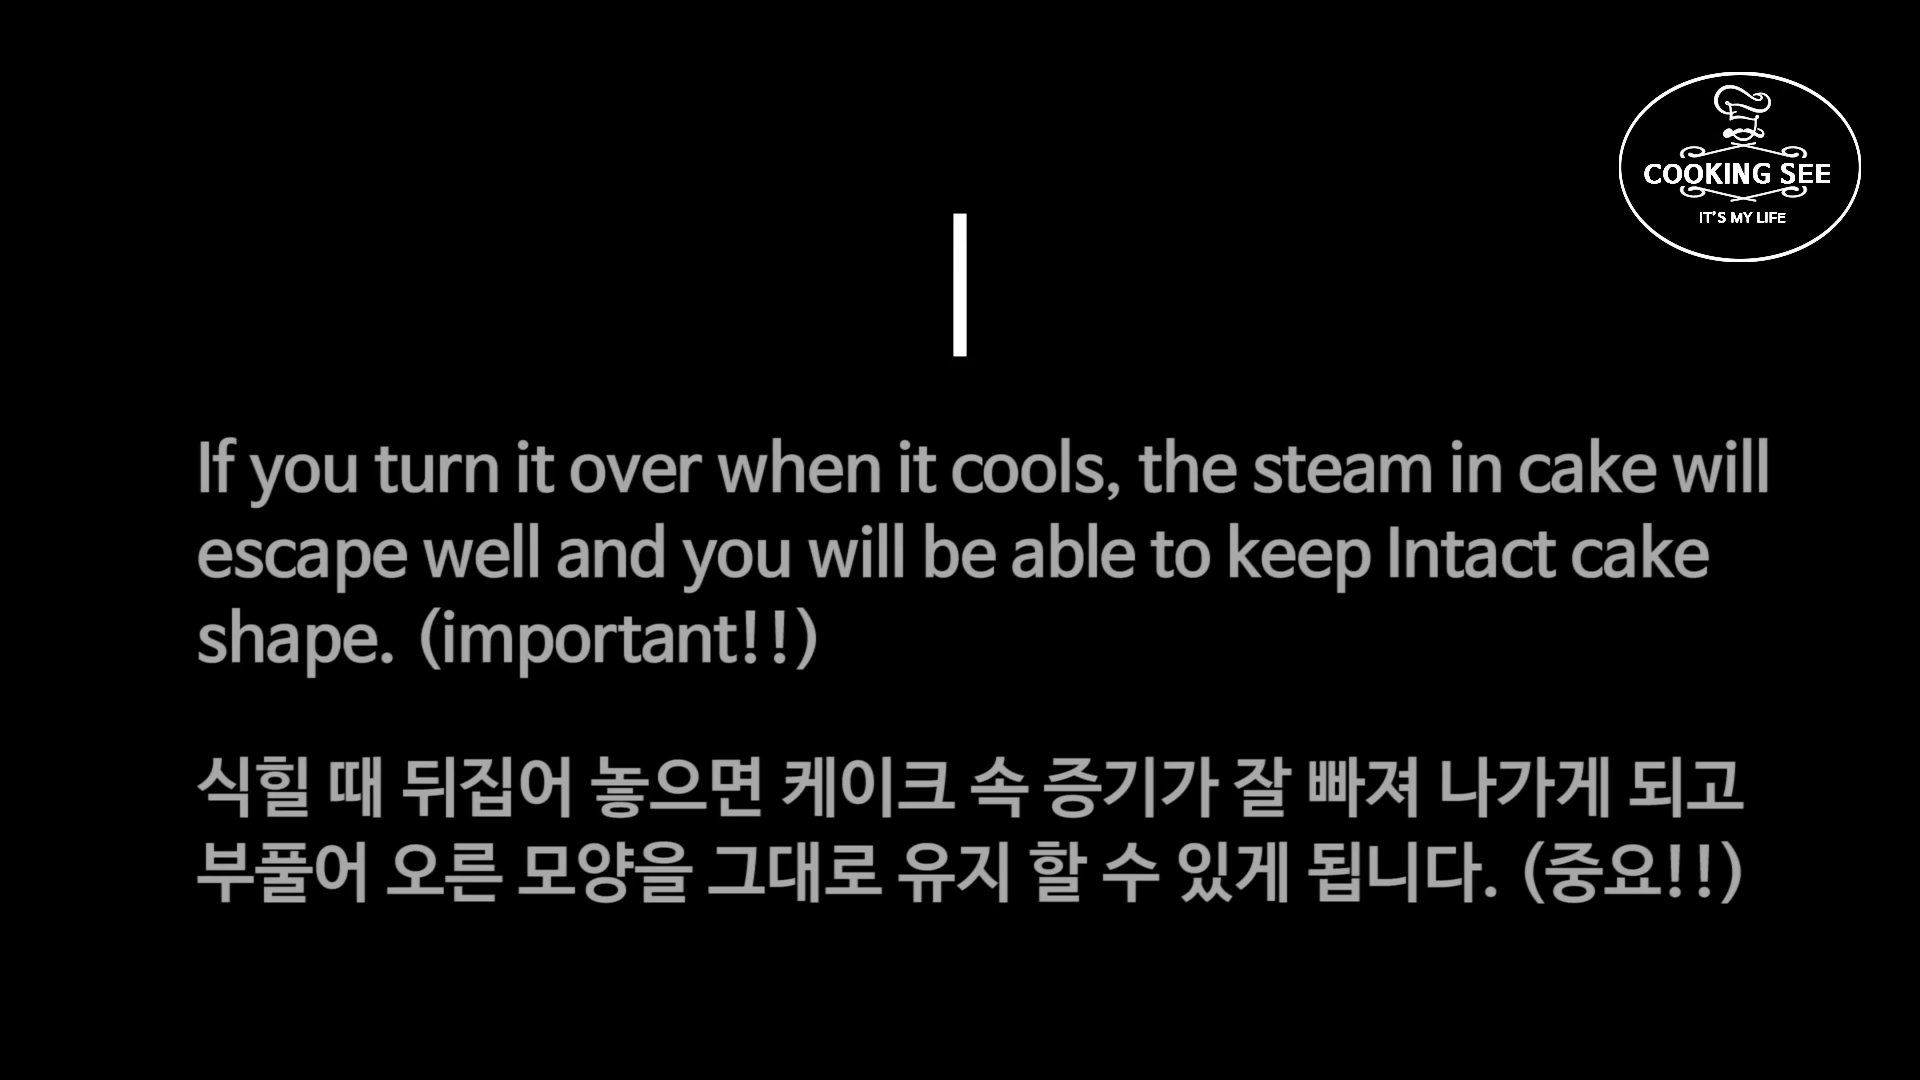 COOKING SEE
IT'S MY LIFE
If you turn it over when it cools, the steam in cake will
escape well and you will be able to keep Intact cake
shape. (important!!)
식힐 때 뒤집어 놓으면 케이크 속 증기가 잘 빠져 나가게 되고
부풀어 오른 모양을 그대로 유지 할 수 있게 됩니다. (중요!!)